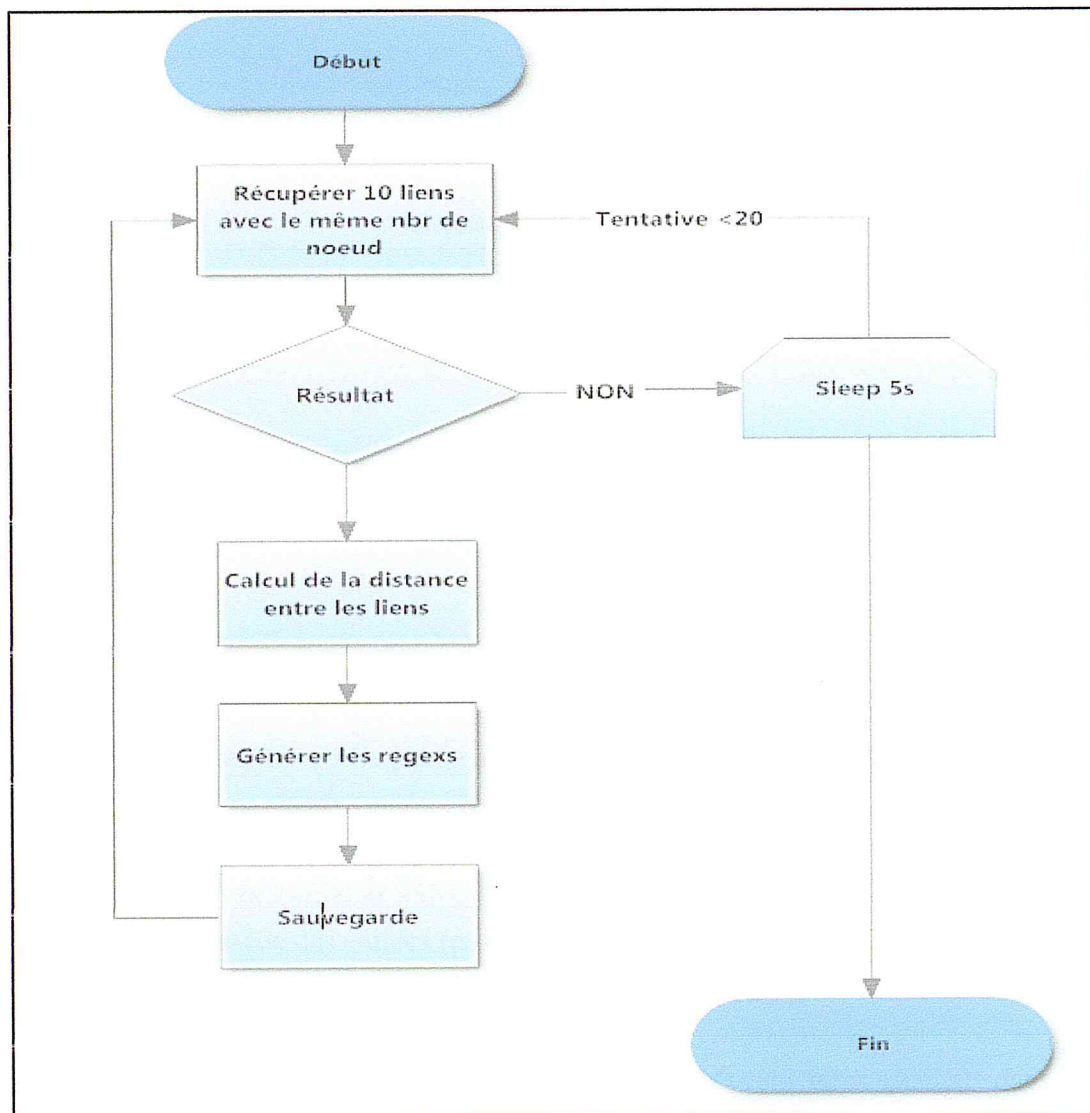 Début
Récupérer 10 liens
avec le même nbr de
noeud
Tentative <20
Résultat
NON
Sleep 5s
Calcul de la distance
entre les liens
Générer les regexs
Sauvegarde
Fin